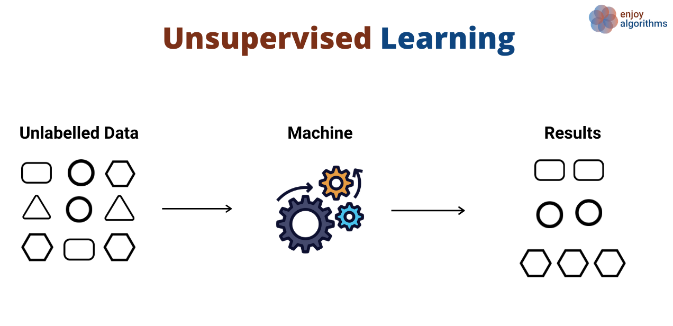 enjoy
algorithms
Unsupervised Learning
Unlabelled Data
Machine
Results